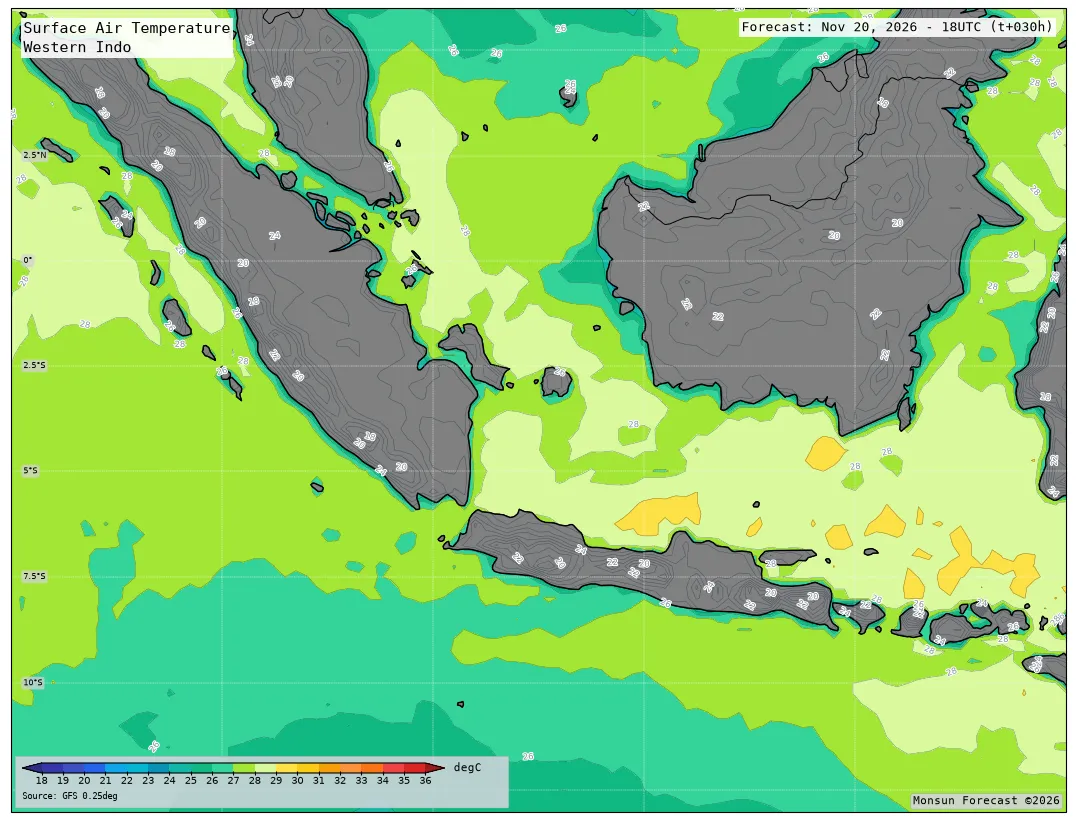 Surface Air Temperature
Western Indo
Forecast: Nov 20, 2026 - 18UTC (t+030h)
2.5°N
0°
2.5°S
5°S
7.5°S
10°S
18 19 20 21 22 23 24 25 26 27 28 29 30 31 32 33 34 35 36 degC
Source: GFS 0.25deg
Monsun Forecast ©2026